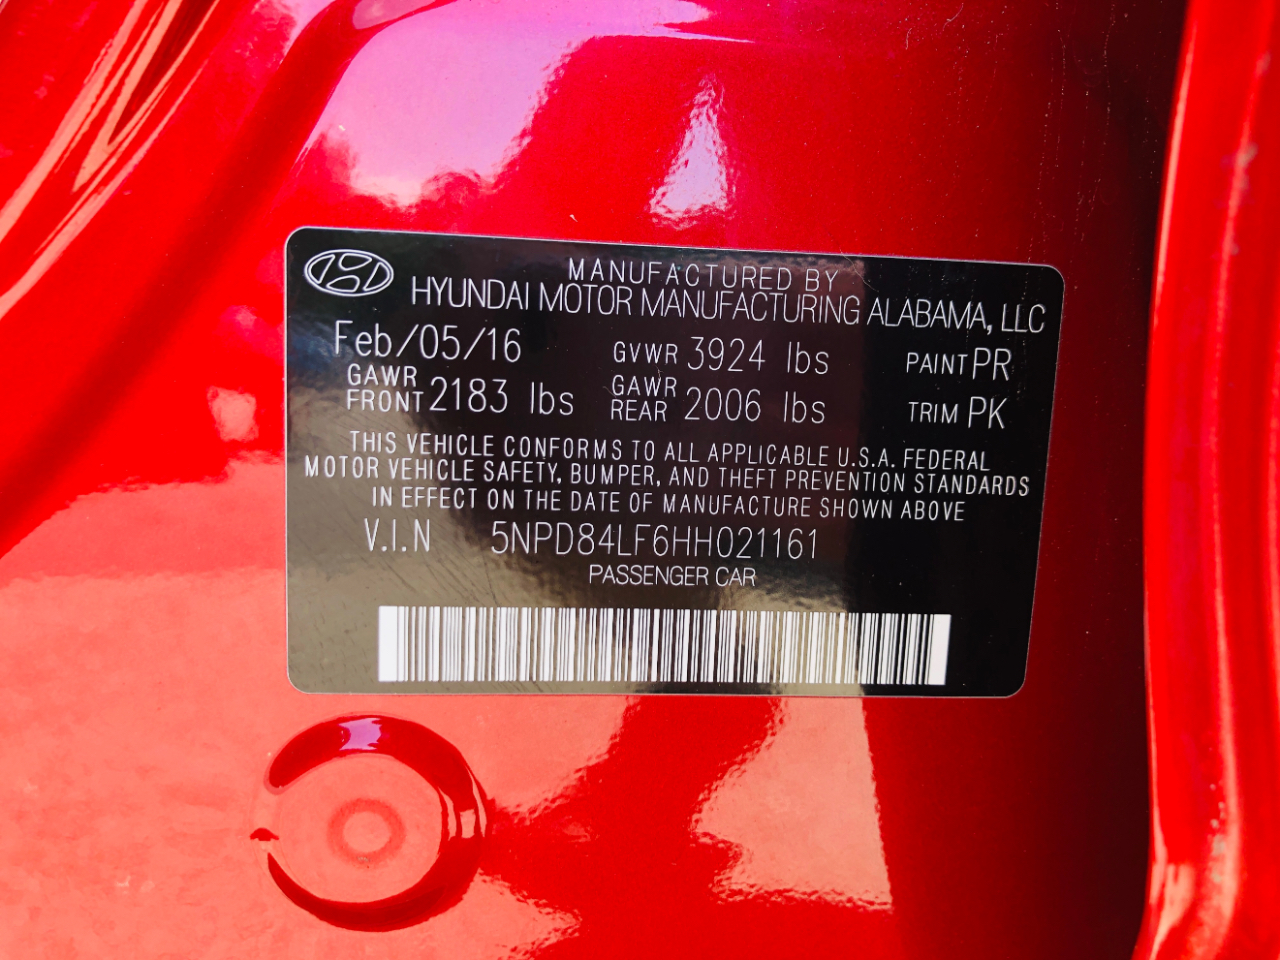 MANUFACTURED BY
HYUNDAI MOTOR MANUFACTURING ALABAMA, LLC
Feb/05/16 GVWR 3924 lbs PAINT PR
GAWR FRONT 2183 lbs GAWR REAR 2006 lbs TRIM PK
THIS VEHICLE CONFORMS TO ALL APPLICABLE U.S.A. FEDERAL
MOTOR VEHICLE SAFETY, BUMPER, AND THEFT PREVENTION STANDARDS
IN EFFECT ON THE DATE OF MANUFACTURE SHOWN ABOVE
V.I.N 5NPD84LF6HH021161
PASSENGER CAR